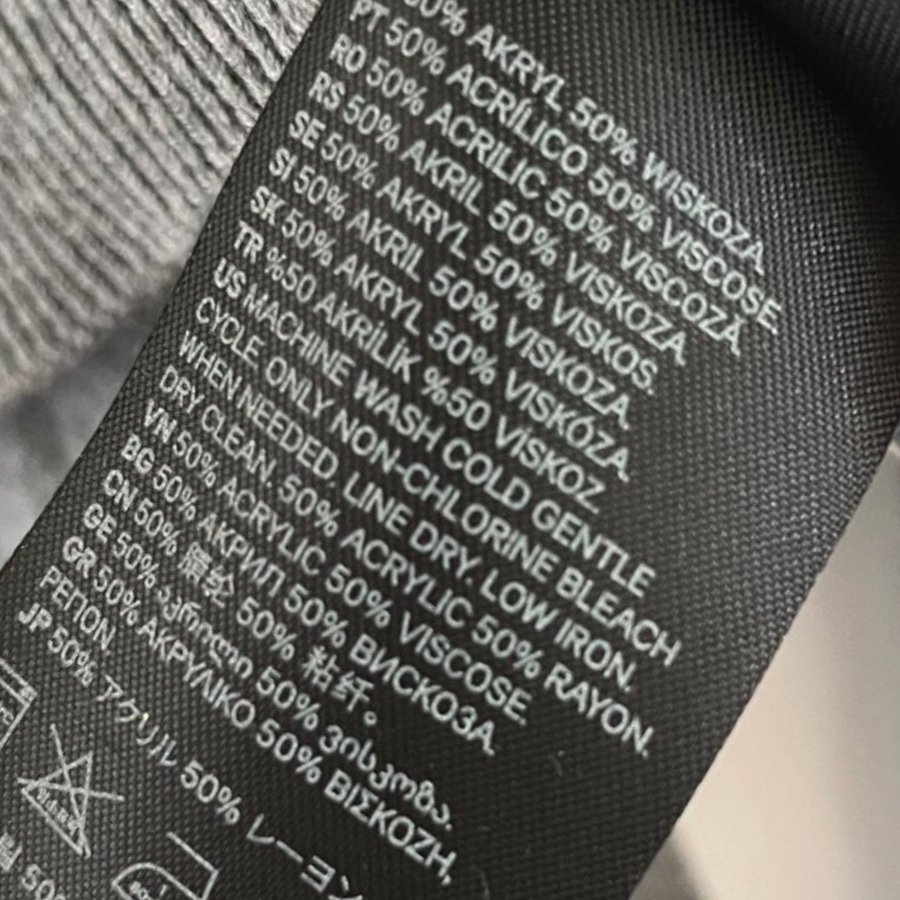 50% AKRYL 50% WISKOZA
PT 50% ACRÍLICO 50% VISCOSE.
RO 50% ACRILIC 50% VISCOZĂ.
RS 50% AKRIL 50% VISKOZA.
SE 50% AKRYL 50% VISKOS.
SI 50% AKRIL 50% VISKOZA.
SK 50% AKRYL 50% VISKÓZA.
TR %50 AKRİLİK %50 VİSKOZ.
US MACHINE WASH COLD GENTLE
CYCLE. ONLY NON-CHLORINE BLEACH
WHEN NEEDED. LINE DRY. LOW IRON.
DRY CLEAN. 50% ACRYLIC 50% RAYON.
VN 50% ACRYLIC 50% VISCOSE.
BG 50% АКРИЛ 50% ВИСКОЗА.
CN 50% 腈纶 50% 粘纤。
GE 50% აკრილი 50% ვისკოზა.
GR 50% ΑΚΡΥΛΙΚΟ 50% ΒΙΣΚΟΖΗ,
ΡΕΠΟΝ.
JP 50% アクリル 50% レーヨン